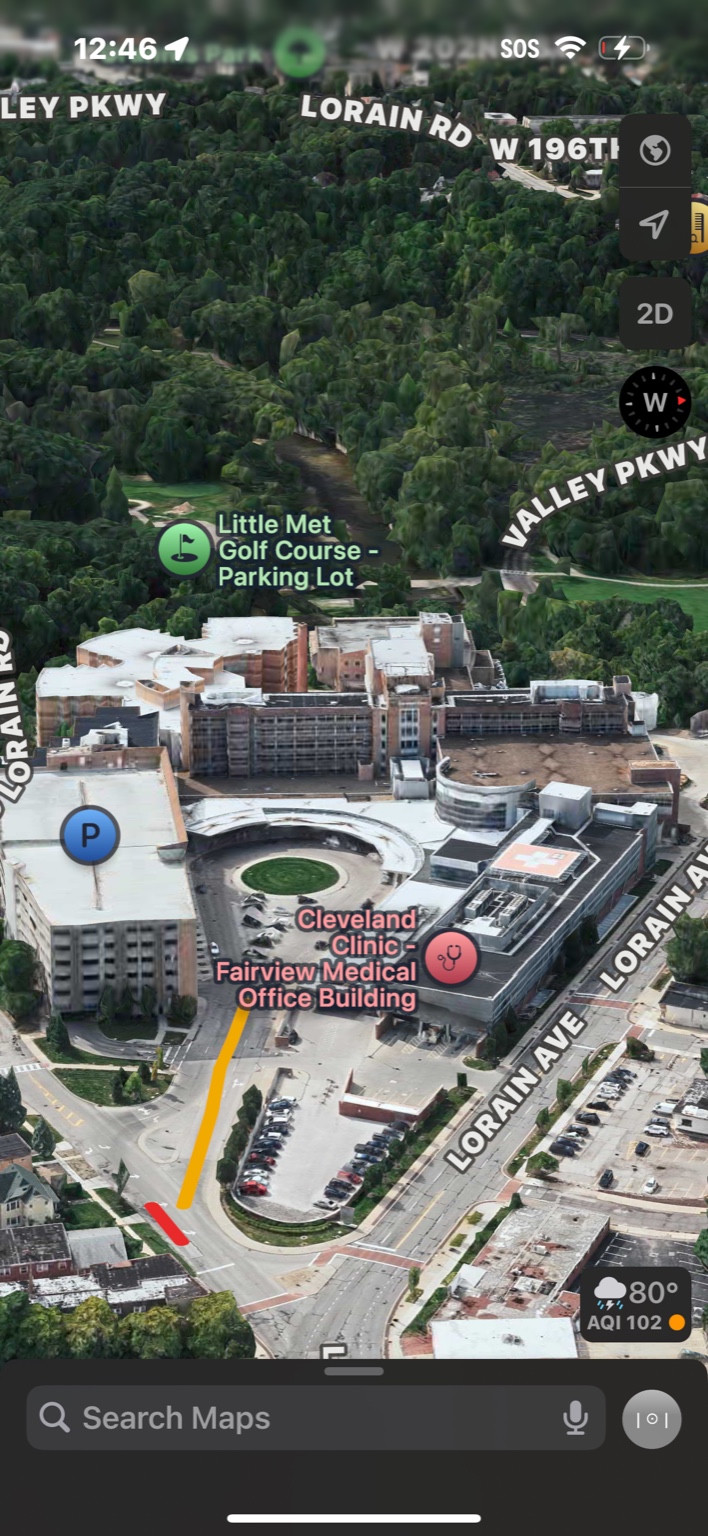 12:46
SOS
LEY PKWY
LORAIN RD
W 196TH
2D
W
VALLEY PKWY
Little Met
Golf Course -
Parking Lot
LORAIN RD
P
LORAIN AV
Cleveland
Clinic -
Fairview Medical
Office Building
LORAIN AVE
80°
AQI 102
Search Maps